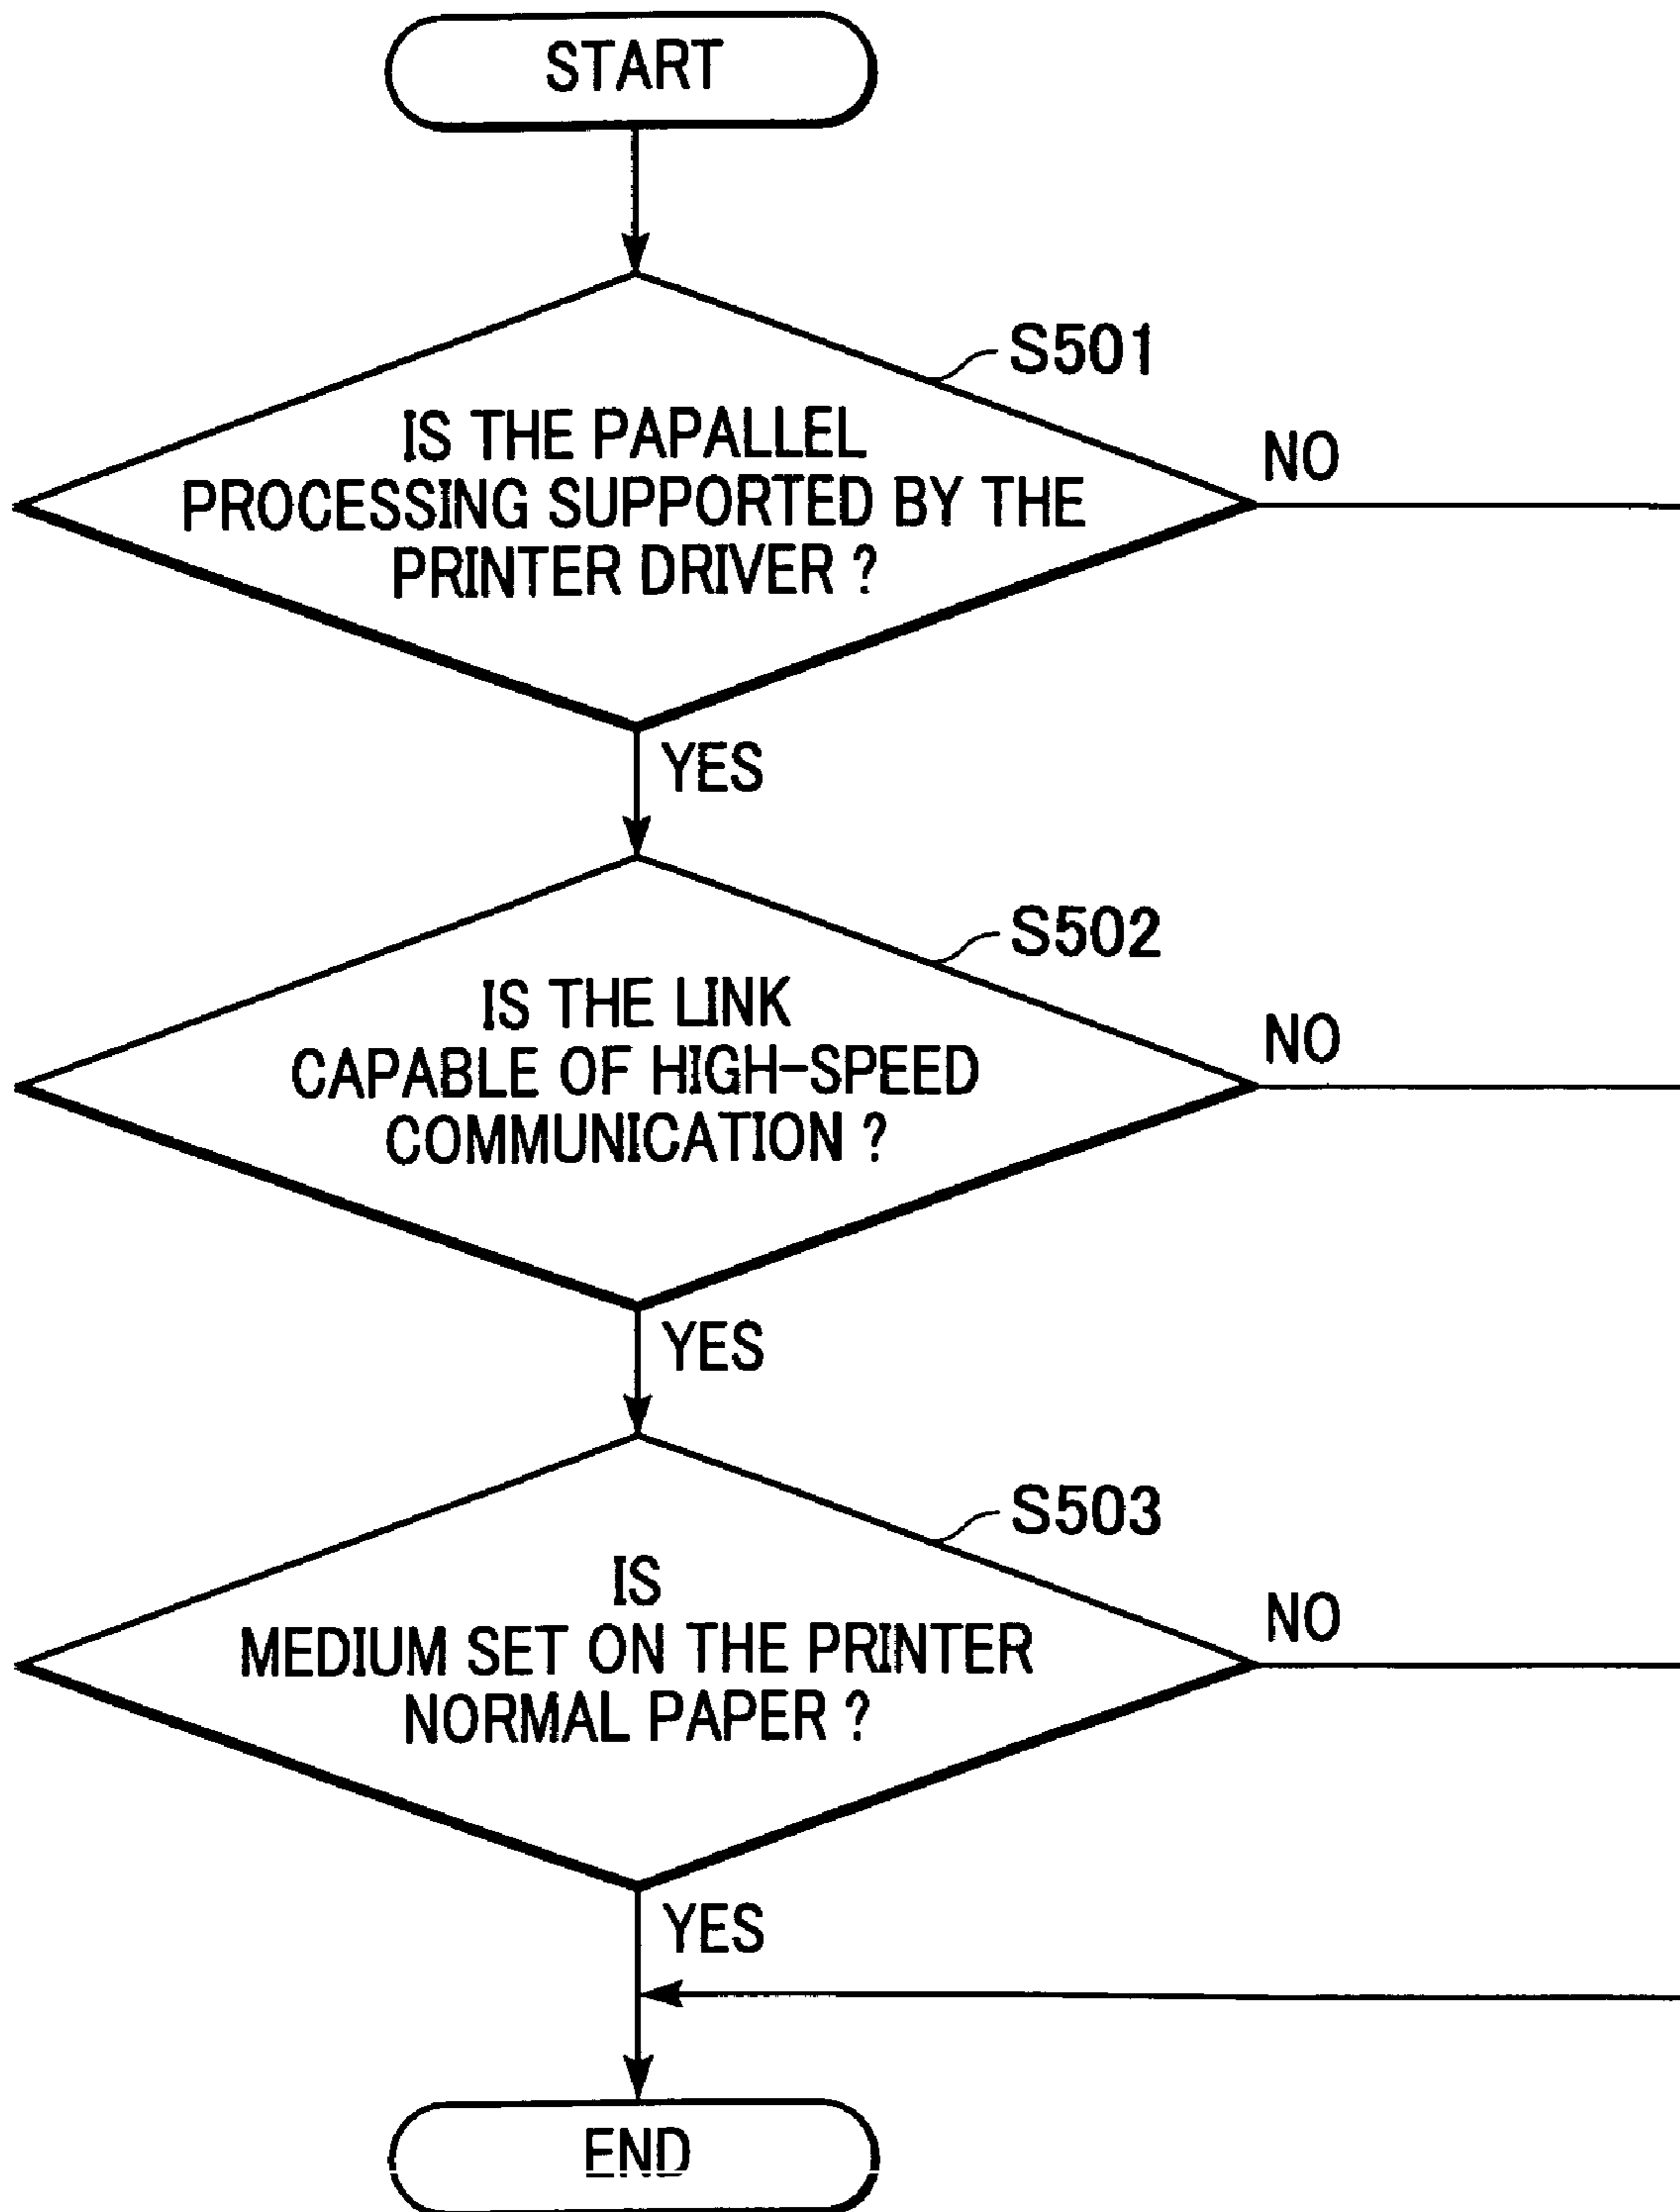 START
S501
IS THE PAPALLEL
PROCESSING SUPPORTED BY THE
PRINTER DRIVER ?
NO
YES
S502
IS THE LINK
CAPABLE OF HIGH-SPEED
COMMUNICATION ?
NO
YES
S503
IS
MEDIUM SET ON THE PRINTER
NORMAL PAPER ?
NO
YES
END